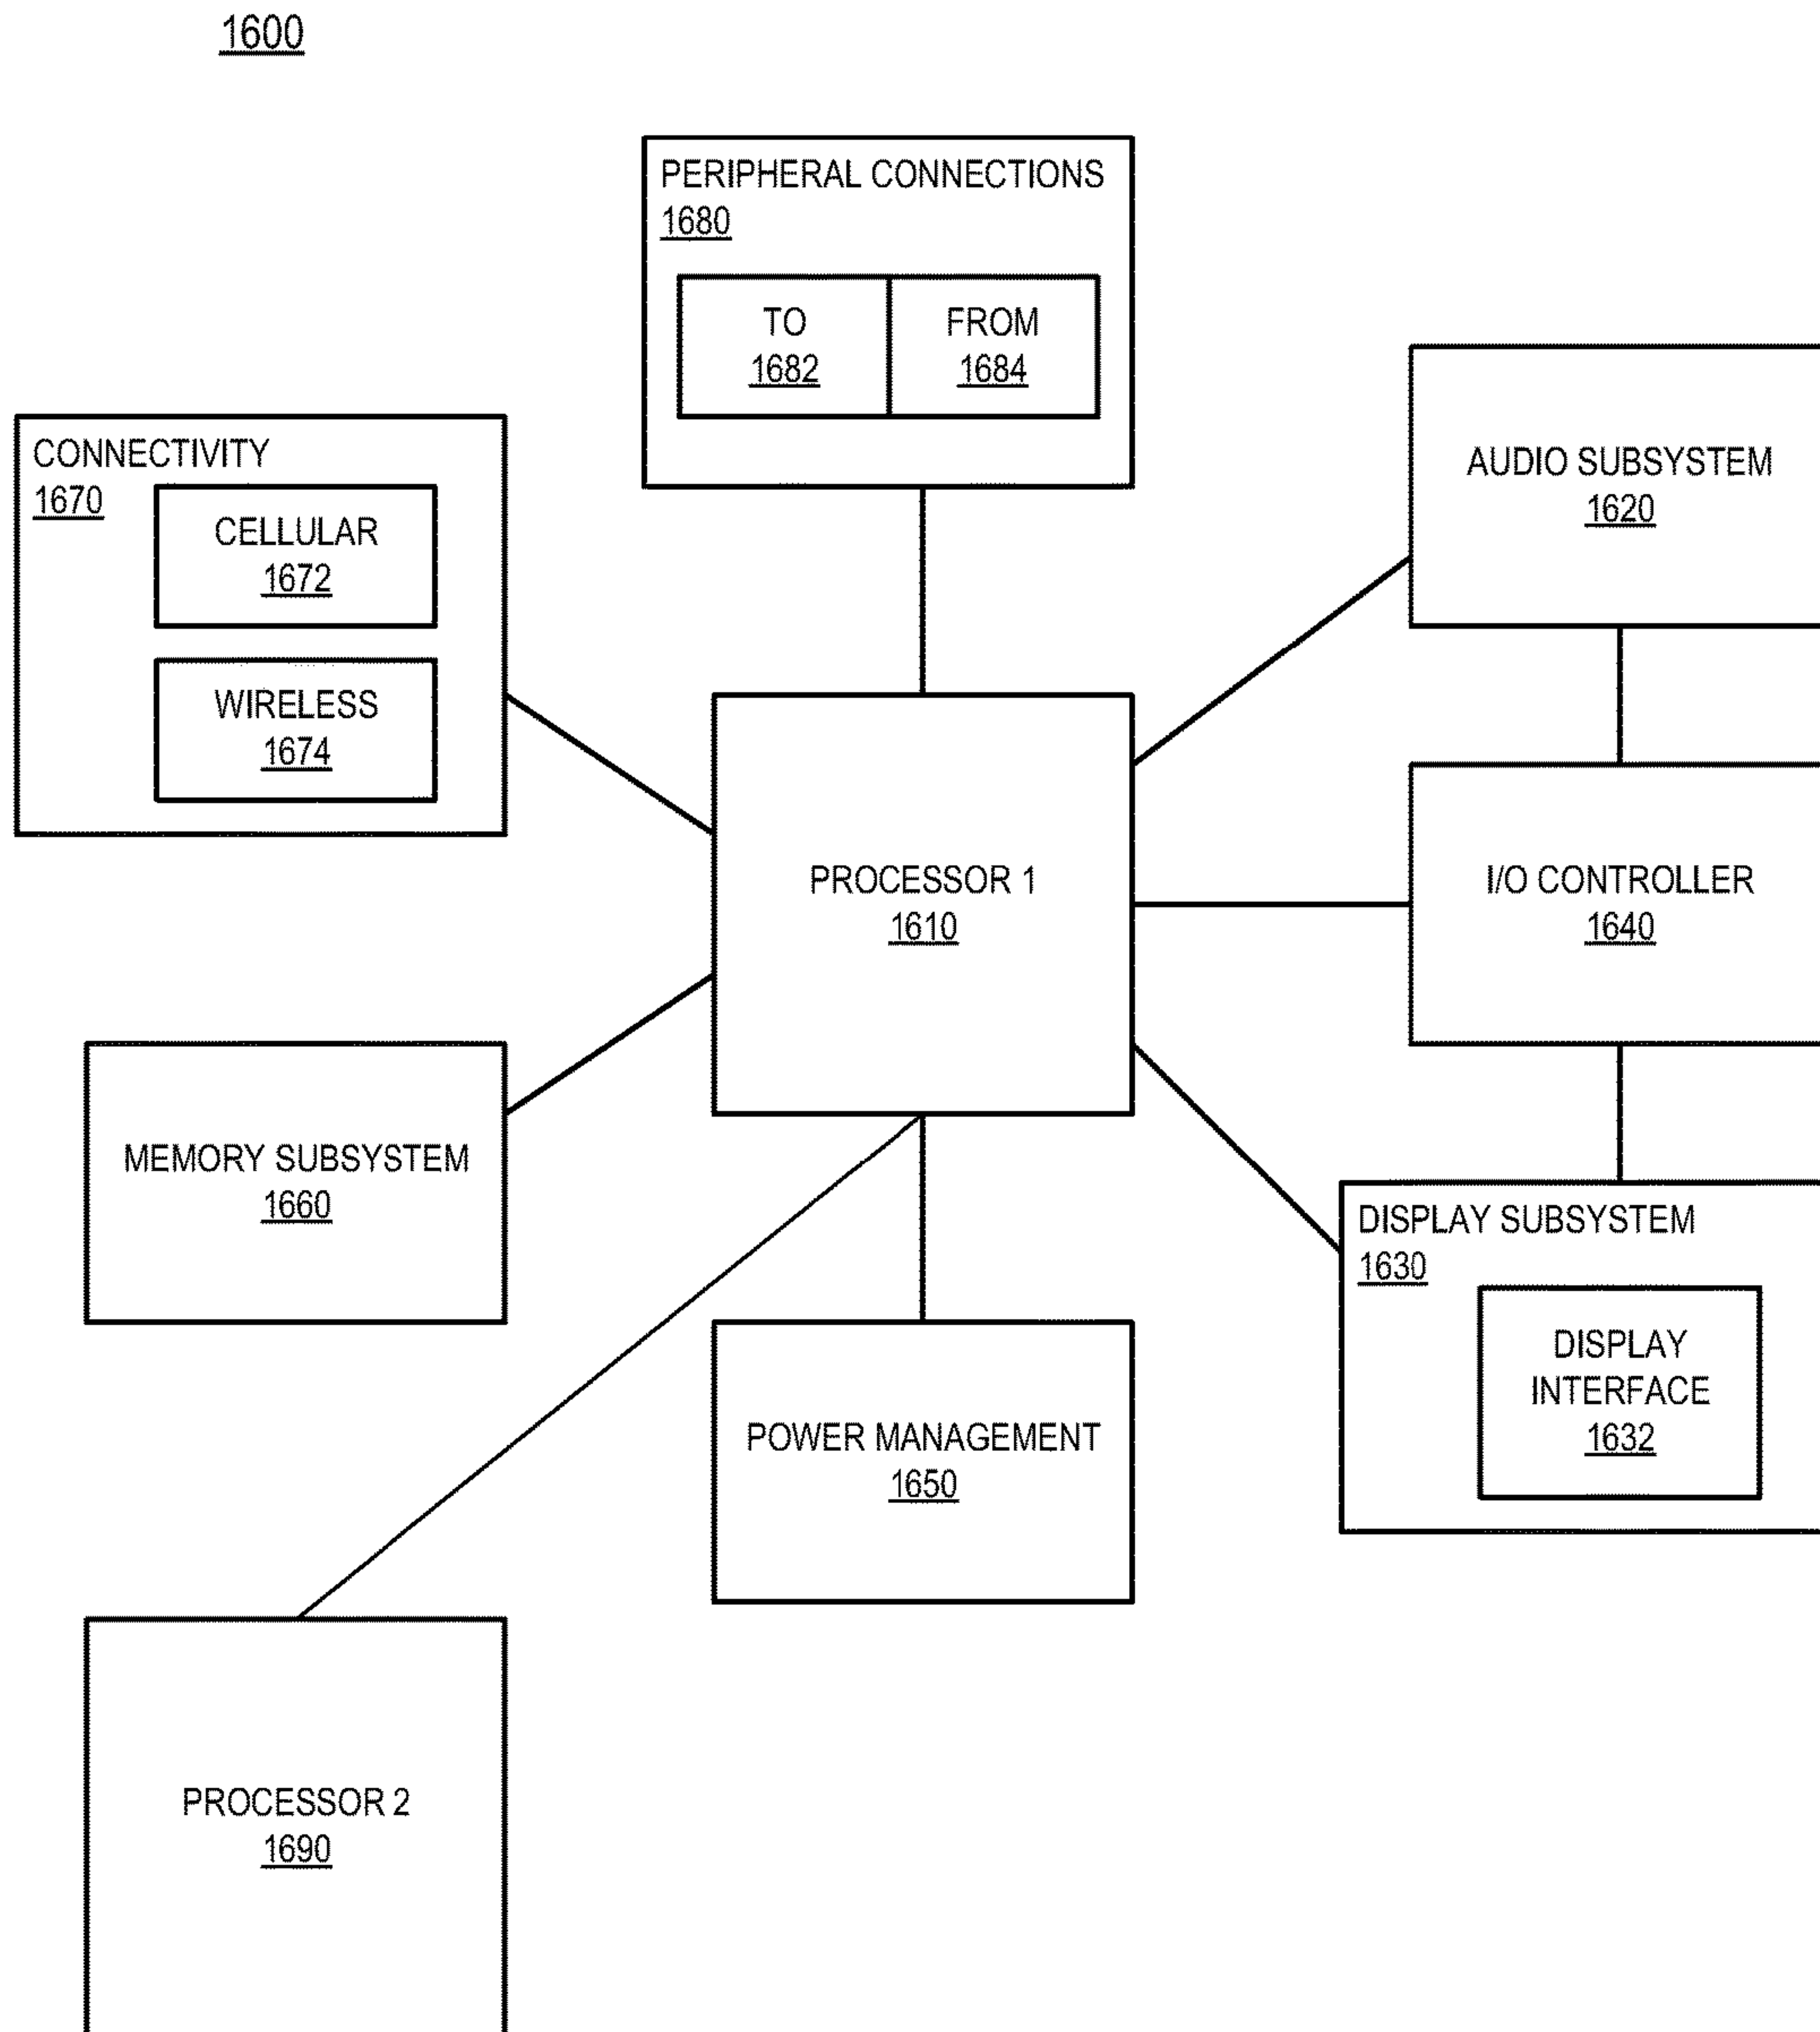 1600
PERIPHERAL CONNECTIONS
1680
TO
1682
FROM
1684
AUDIO SUBSYSTEM
1620
CONNECTIVITY
1670
CELLULAR
1672
WIRELESS
1674
PROCESSOR 1
1610
I/O CONTROLLER
1640
MEMORY SUBSYSTEM
1660
DISPLAY SUBSYSTEM
1630
DISPLAY
INTERFACE
1632
POWER MANAGEMENT
1650
PROCESSOR 2
1690